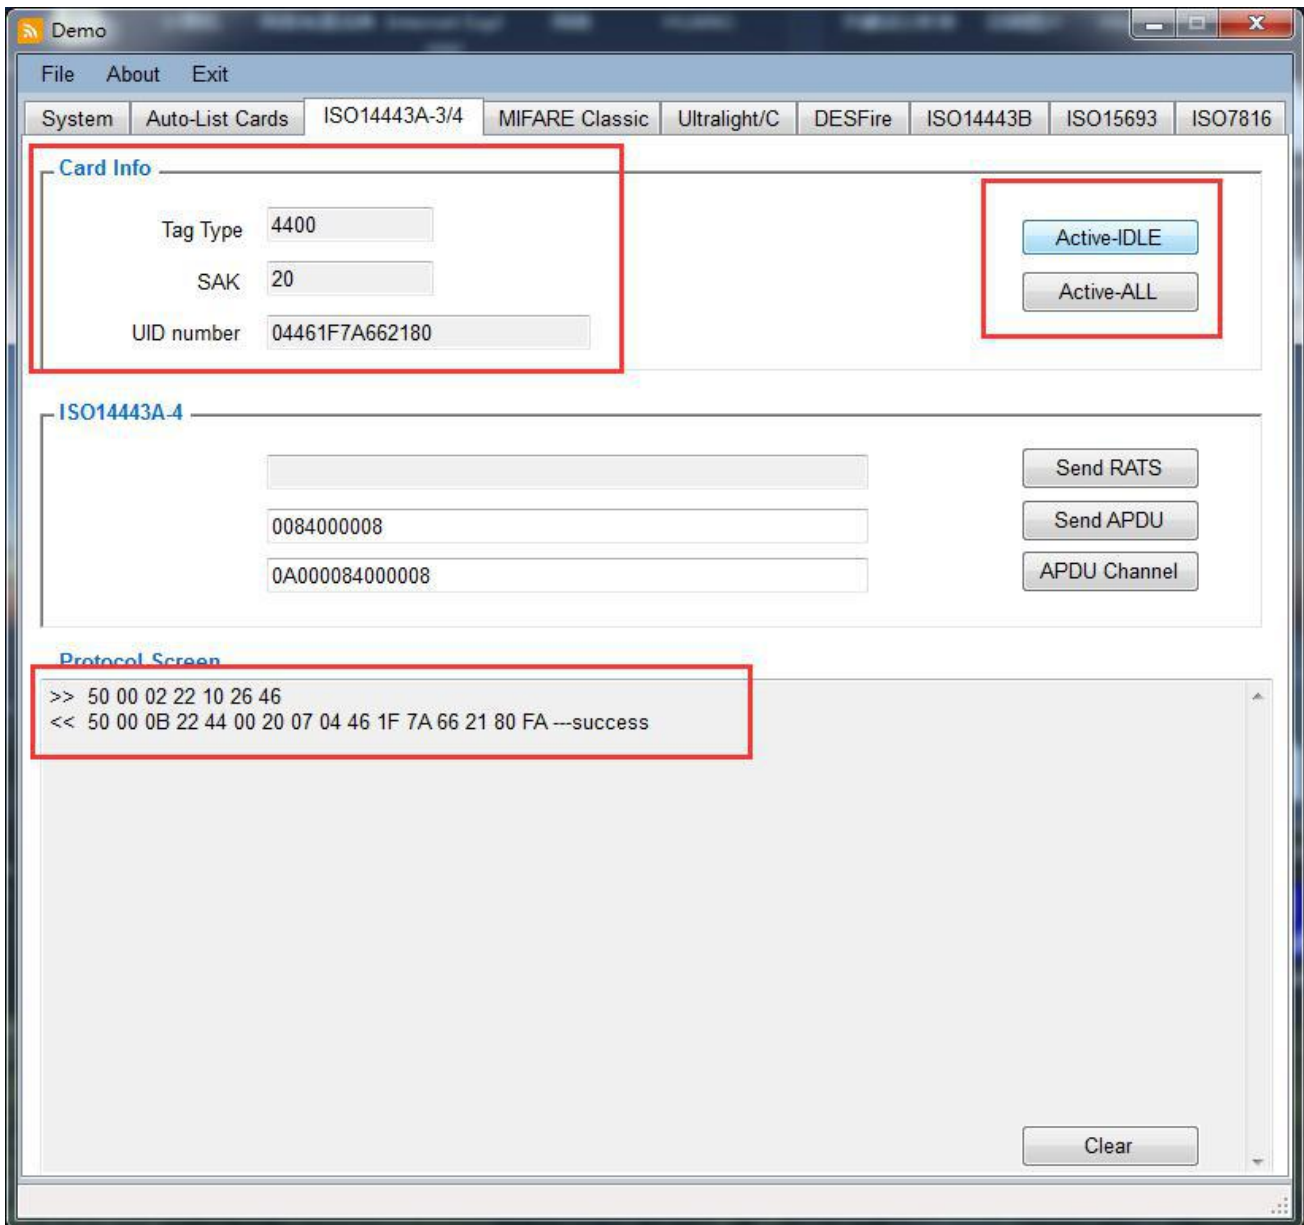 Demo
File About Exit
System Auto-List Cards ISO14443A-3/4 MIFARE Classic Ultralight/C DESFire ISO14443B ISO15693 ISO7816
Card Info
Tag Type 4400
SAK 20
UID number 04461F7A662180
Active-IDLE
Active-ALL
ISO14443A-4
Send RATS
0084000008 Send APDU
0A000084000008 APDU Channel
Protocol Screen
>> 50 00 02 22 10 26 46
<< 50 00 0B 22 44 00 20 07 04 46 1F 7A 66 21 80 FA ---success
Clear